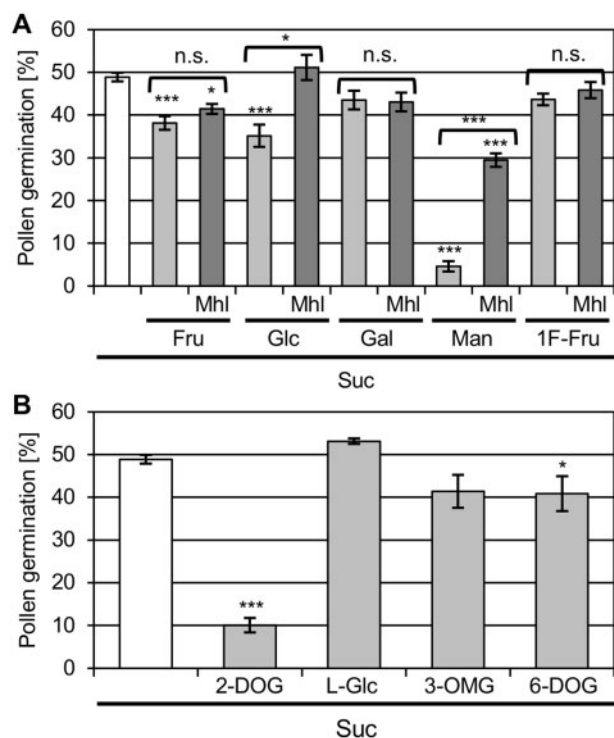 A
Pollen germination [%]
60
50
40
30
20
10
0
n.s. * n.s. *** n.s.
*** * *** *** ***
Mhl Mhl Mhl Mhl Mhl
Fru Glc Gal Man 1F-Fru
Suc
B
Pollen germination [%]
60
50
40
30
20
10
0
*** *
2-DOG L-Glc 3-OMG 6-DOG
Suc